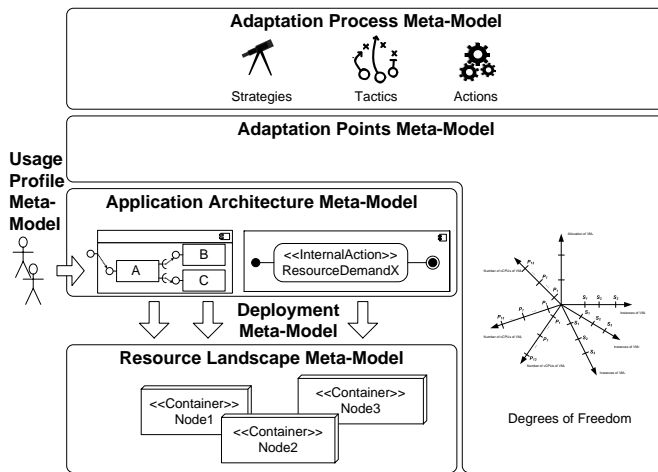 Adaptation Process Meta-Model
Strategies
Tactics
Actions
Adaptation Points Meta-Model
Usage
Profile
Meta-
Model
Application Architecture Meta-Model
A
B
C
<<InternalAction>>
ResourceDemandX
Deployment
Meta-Model
Resource Landscape Meta-Model
<<Container>>
Node1
<<Container>>
Node2
<<Container>>
Node3
Degrees of Freedom